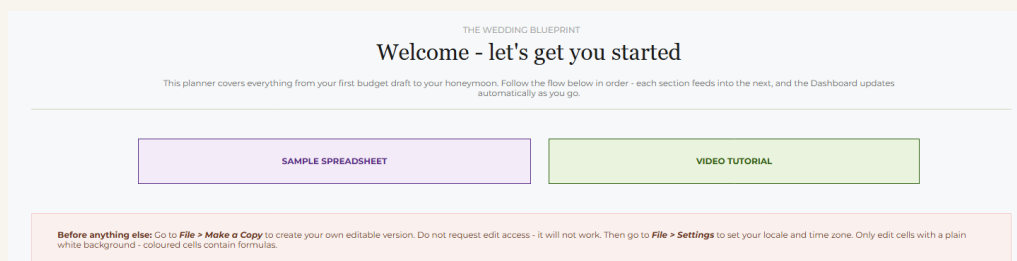 THE WEDDING BLUEPRINT
Welcome - let's get you started
This planner covers everything from your first budget draft to your honeymoon. Follow the flow below in order - each section feeds into the next, and the Dashboard updates
automatically as you go.
SAMPLE SPREADSHEET
VIDEO TUTORIAL
Before anything else: Go to File > Make a Copy to create your own editable version. Do not request edit access - it will not work. Then go to File > Settings to set your locale and time zone. Only edit cells with a plain
white background - coloured cells contain formulas.